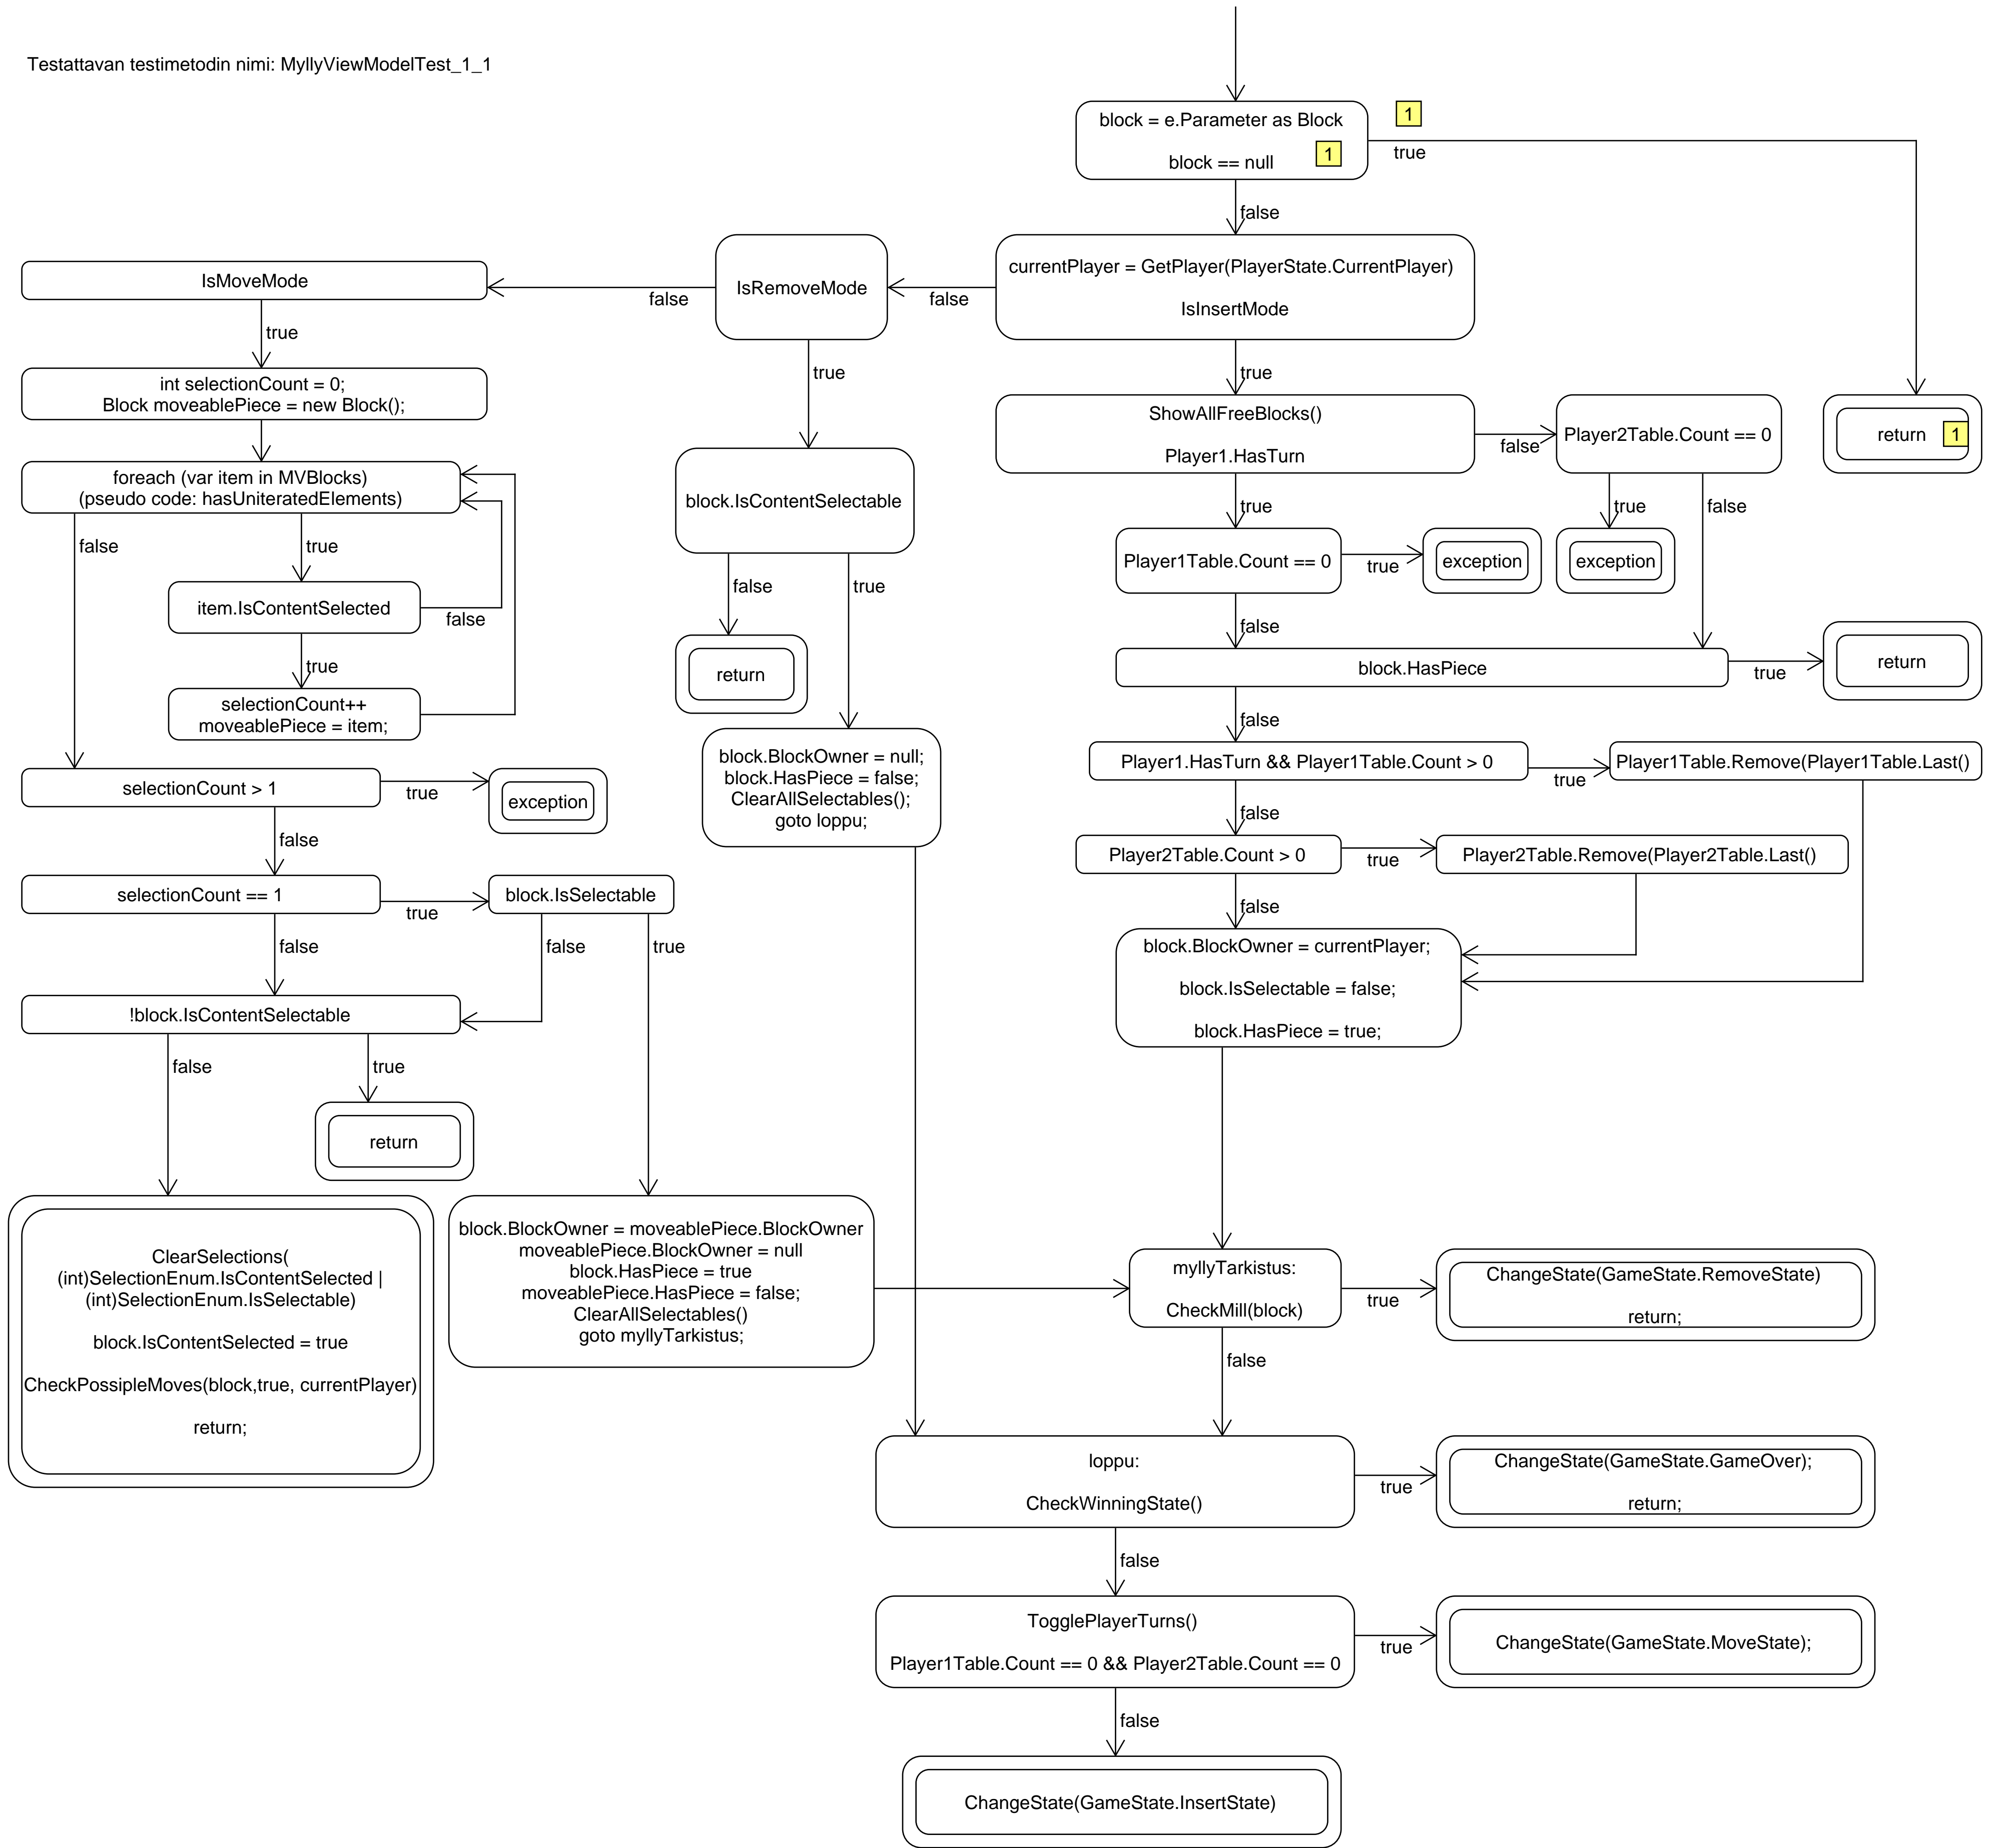 Testattavan testimetodin nimi: MyllyViewModelTest_1_1
block = e.Parameter as Block
block == null
1
1
true
false
currentPlayer = GetPlayer(PlayerState.CurrentPlayer)
IsInsertMode
false
IsRemoveMode
false
IsMoveMode
true
int selectionCount = 0;
Block moveablePiece = new Block();
foreach (var item in MVBlocks)
(pseudo code: hasUniteratedElements)
false
true
item.IsContentSelected
false
true
selectionCount++
moveablePiece = item;
selectionCount > 1
true
exception
false
selectionCount == 1
true
block.IsSelectable
false
false
true
!block.IsContentSelectable
false
true
return
ClearSelections(
(int)SelectionEnum.IsContentSelected |
(int)SelectionEnum.IsSelectable)
block.IsContentSelected = true
CheckPossipleMoves(block,true, currentPlayer)
return;
block.BlockOwner = moveablePiece.BlockOwner
moveablePiece.BlockOwner = null
block.HasPiece = true
moveablePiece.HasPiece = false;
ClearAllSelectables()
goto myllyTarkistus;
true
block.IsContentSelectable
false
true
return
block.BlockOwner = null;
block.HasPiece = false;
ClearAllSelectables();
goto loppu;
true
ShowAllFreeBlocks()
Player1.HasTurn
false
Player2Table.Count == 0
return
1
true
true
false
Player1Table.Count == 0
true
exception
exception
false
block.HasPiece
true
return
false
Player1.HasTurn && Player1Table.Count > 0
true
Player1Table.Remove(Player1Table.Last()
false
Player2Table.Count > 0
true
Player2Table.Remove(Player2Table.Last()
false
block.BlockOwner = currentPlayer;
block.IsSelectable = false;
block.HasPiece = true;
myllyTarkistus:
CheckMill(block)
true
ChangeState(GameState.RemoveState)
return;
false
loppu:
CheckWinningState()
true
ChangeState(GameState.GameOver);
return;
false
TogglePlayerTurns()
Player1Table.Count == 0 && Player2Table.Count == 0
true
ChangeState(GameState.MoveState);
false
ChangeState(GameState.InsertState)